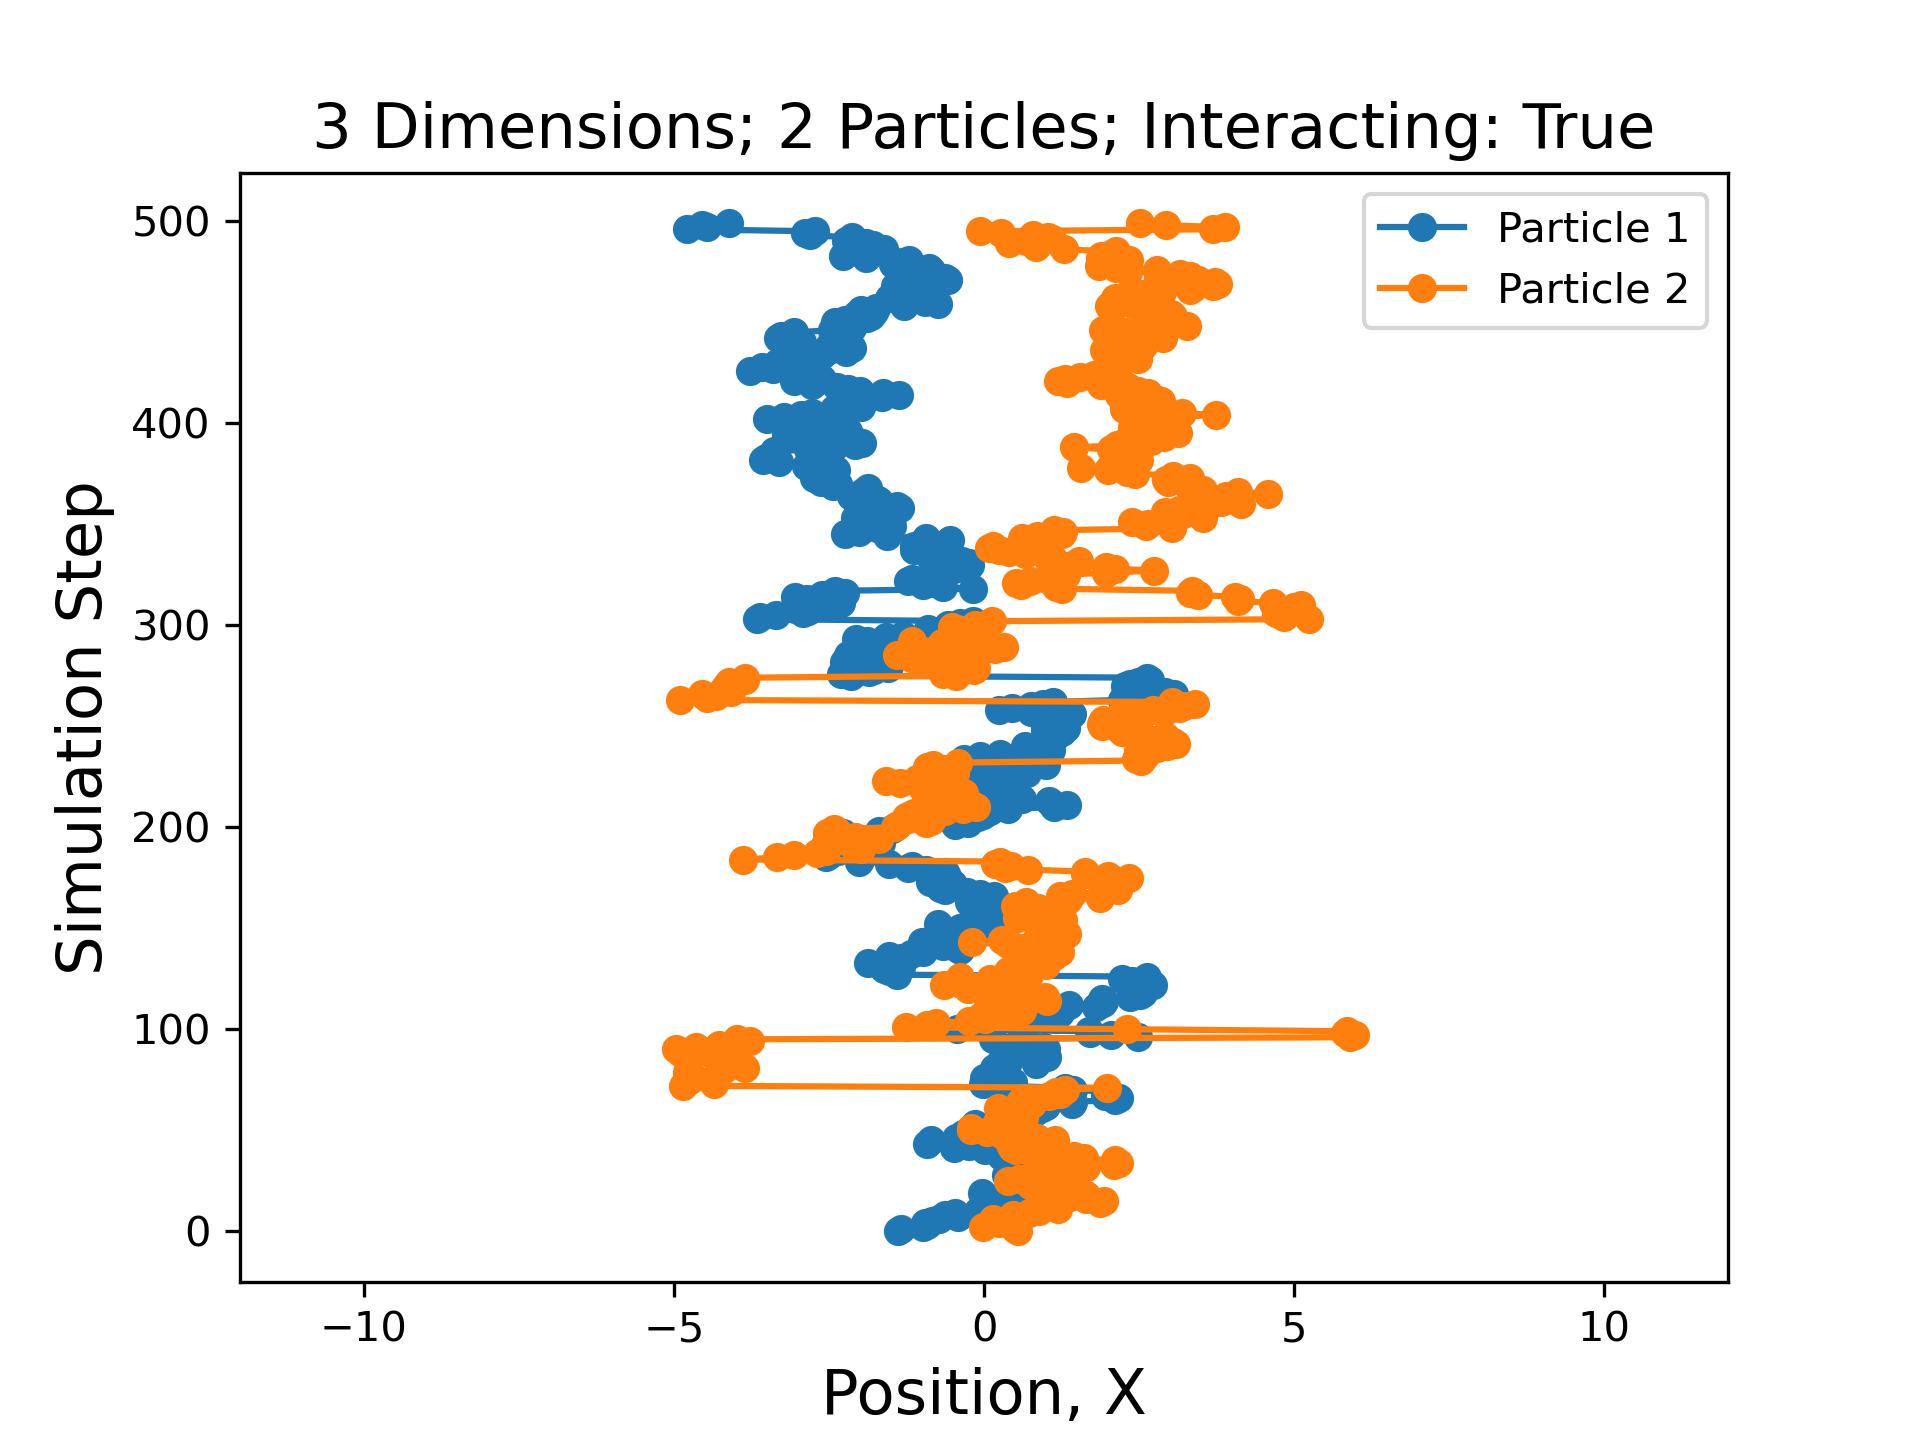 3 Dimensions; 2 Particles; Interacting: True
Particle 1
Particle 2
500
400
300
200
100
0
Simulation Step
−10
−5
0
5
10
Position, X